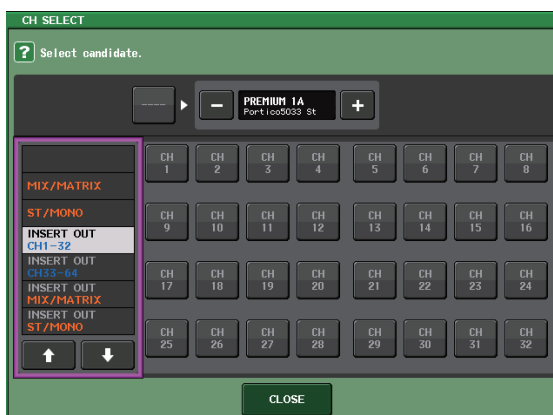 CH SELECT
? Select candidate.
----
− PREMIUM 1A +
Portico5033 St
MIX/MATRIX
ST/MONO
INSERT OUT
CH1-32
INSERT OUT
CH33-64
INSERT OUT
MIX/MATRIX
INSERT OUT
ST/MONO
CH 1
CH 2
CH 3
CH 4
CH 5
CH 6
CH 7
CH 8
CH 9
CH 10
CH 11
CH 12
CH 13
CH 14
CH 15
CH 16
CH 17
CH 18
CH 19
CH 20
CH 21
CH 22
CH 23
CH 24
CH 25
CH 26
CH 27
CH 28
CH 29
CH 30
CH 31
CH 32
CLOSE